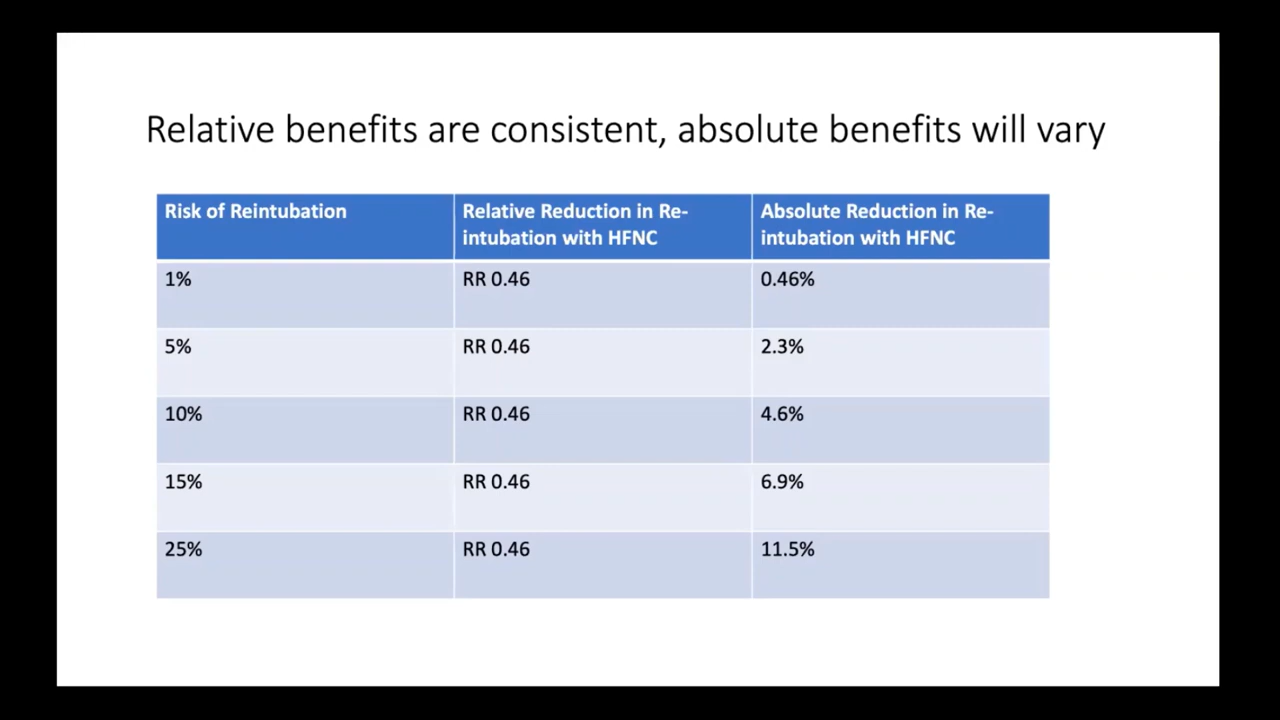 Relative benefits are consistent, absolute benefits will vary
Risk of Reintubation
Relative Reduction in Re-
intubation with HFNC
Absolute Reduction in Re-
intubation with HFNC
1%
RR 0.46
0.46%
5%
RR 0.46
2.3%
10%
RR 0.46
4.6%
15%
RR 0.46
6.9%
25%
RR 0.46
11.5%